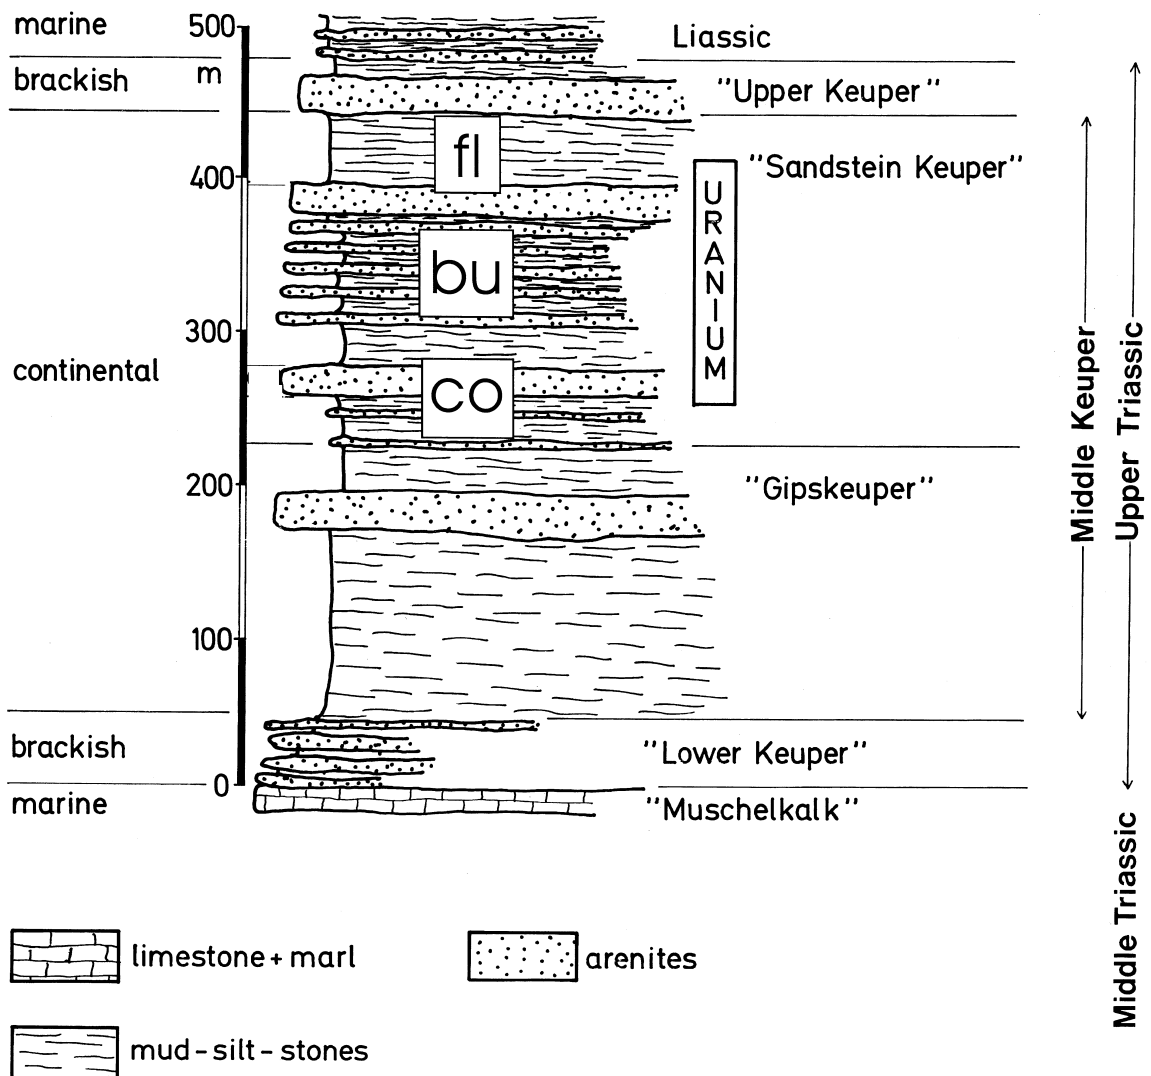 marine
500
Liassic
m
brackish
"Upper Keuper"
fl
400
"Sandstein Keuper"
URANIUM
bu
300
continental
co
Middle Keuper
Upper Triassic
200
"Gipskeuper"
100
brackish
"Lower Keuper"
0
marine
"Muschelkalk"
Middle Triassic
limestone + marl
arenites
mud - silt - stones